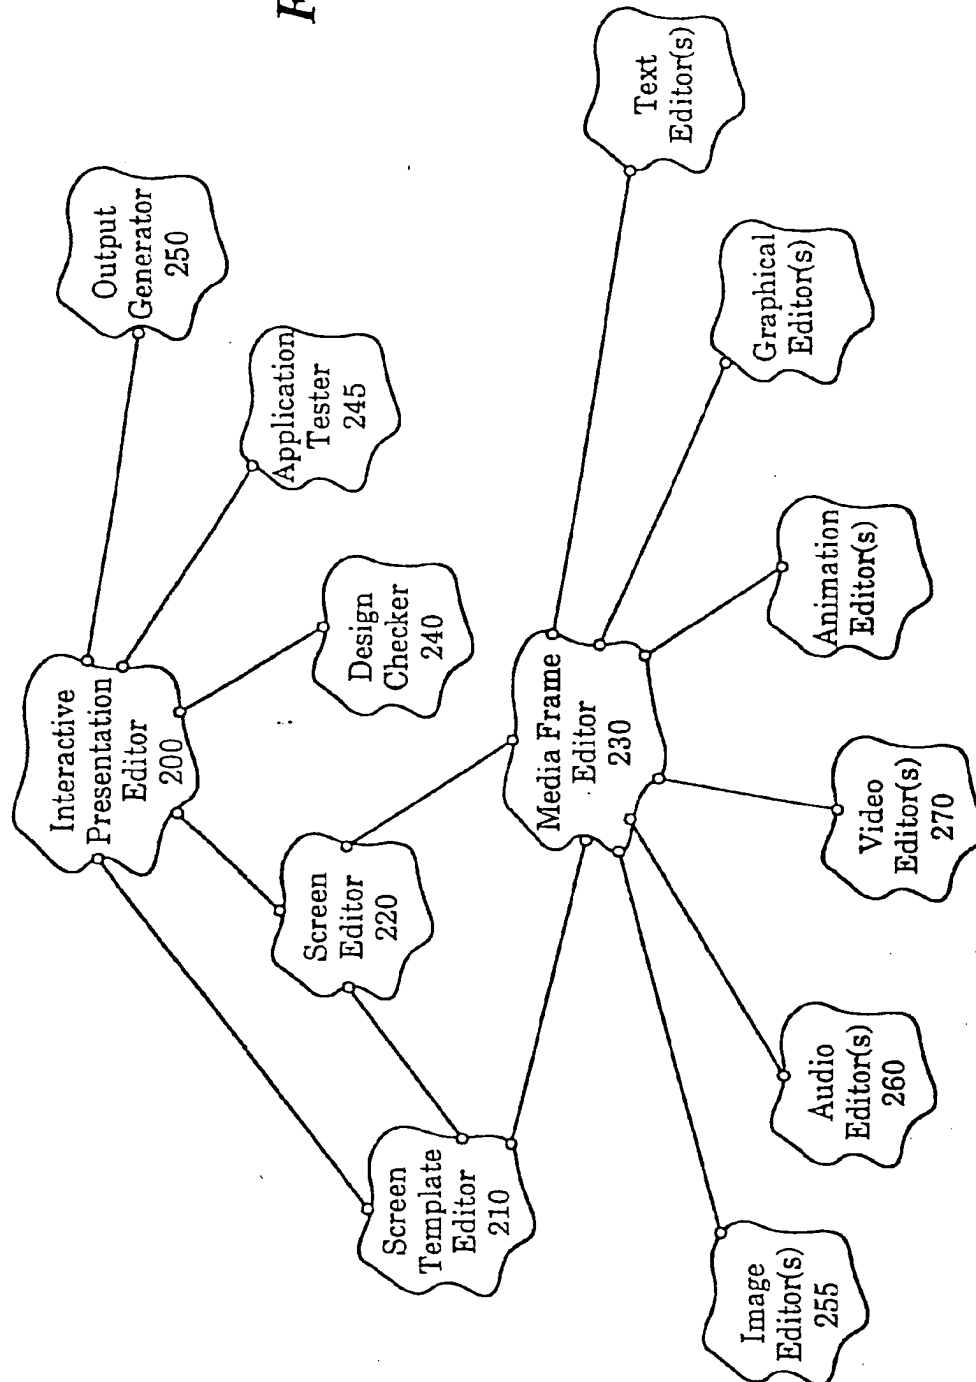 F
Interactive
Presentation
Editor
200
Output
Generator
250
Application
Tester
245
Design
Checker
240
Screen
Editor
220
Screen
Template
Editor
210
Media Frame
Editor
230
Image
Editor(s)
255
Audio
Editor(s)
260
Video
Editor(s)
270
Animation
Editor(s)
Graphical
Editor(s)
Text
Editor(s)